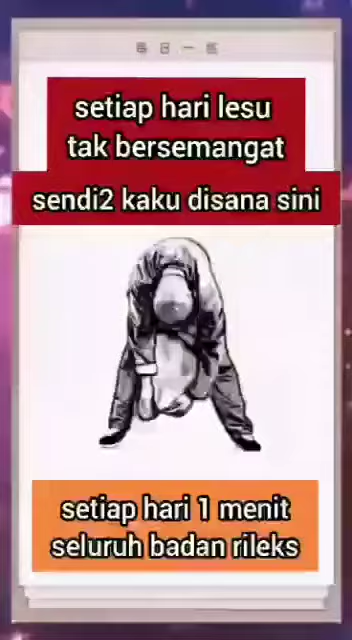 setiap hari lesu
tak bersemangat
sendi2 kaku disana sini
setiap hari 1 menit
seluruh badan rileks